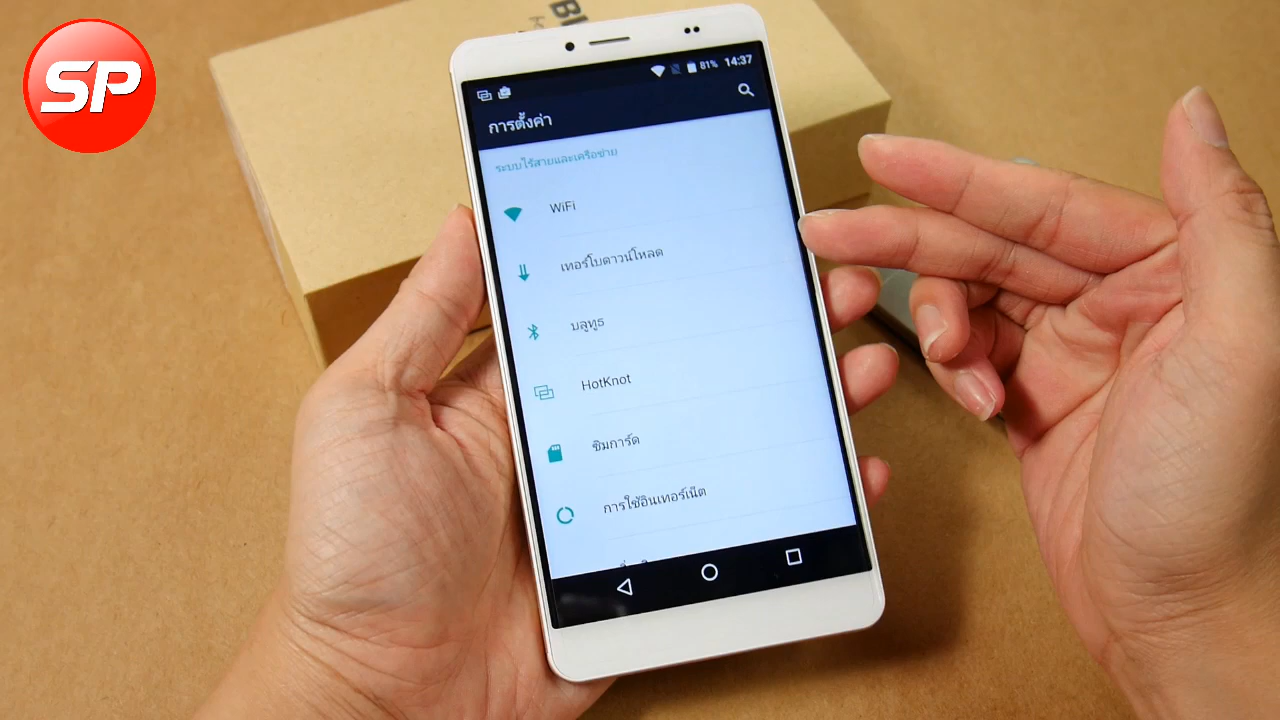 SP
81% 14:37
การตั้งค่า
ระบบไร้สายและเครือข่าย
WiFi
เทอร์โบดาวน์โหลด
บลูทูธ
HotKnot
ซิมการ์ด
การใช้อินเทอร์เน็ต